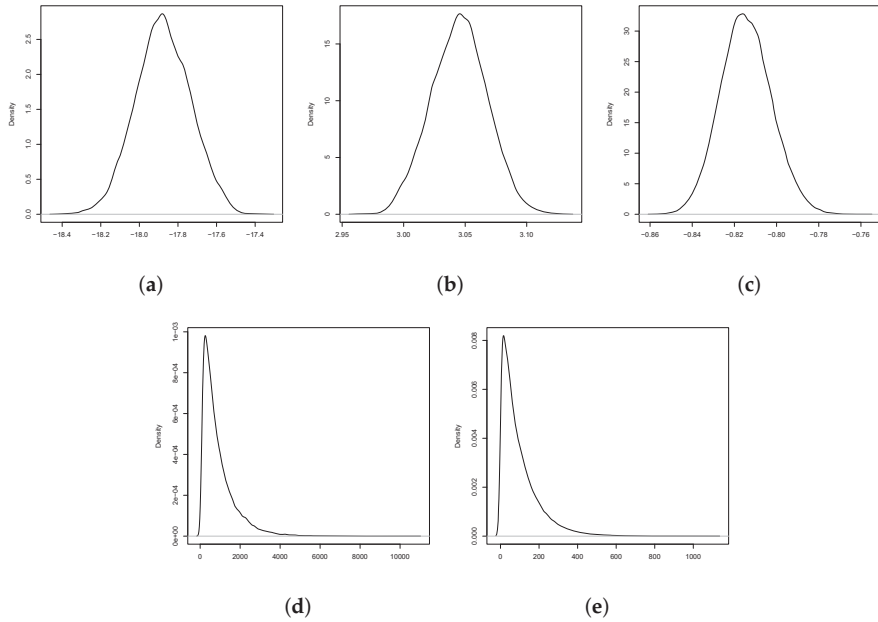 Density
0.0 0.5 1.0 1.5 2.0 2.5
−18.4 −18.2 −18.0 −17.8 −17.6 −17.4
(a)
Density
0 5 10 15
2.95 3.00 3.05 3.10
(b)
Density
0 5 10 15 20 25 30
−0.86 −0.84 −0.82 −0.80 −0.78 −0.76
(c)
Density
0e+00 2e−04 4e−04 6e−04 8e−04 1e−03
0 2000 4000 6000 8000 10000
(d)
Density
0.000 0.002 0.004 0.006 0.008
0 200 400 600 800 1000
(e)